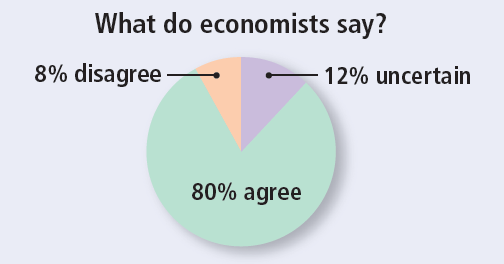 What do economists say?
8% disagree
12% uncertain
80% agree